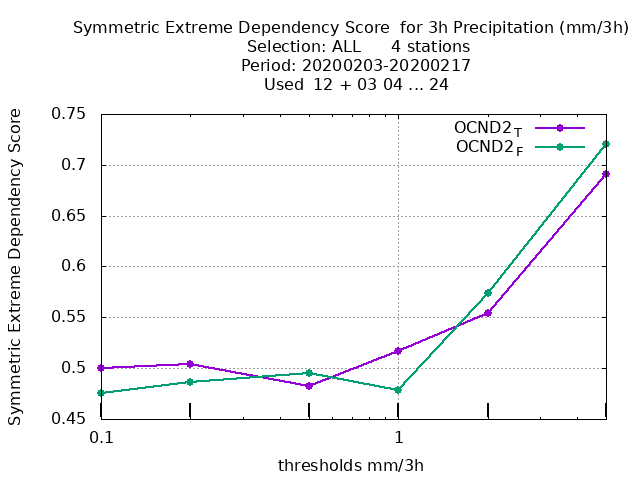 Symmetric Extreme Dependency Score  for 3h Precipitation (mm/3h)
Selection: ALL      4 stations
Period: 20200203-20200217
Used  12 + 03 04 ... 24
Symmetric Extreme Dependency Score
0.75
0.7
0.65
0.6
0.55
0.5
0.45
OCND2T
OCND2F
0.1
1
thresholds mm/3h